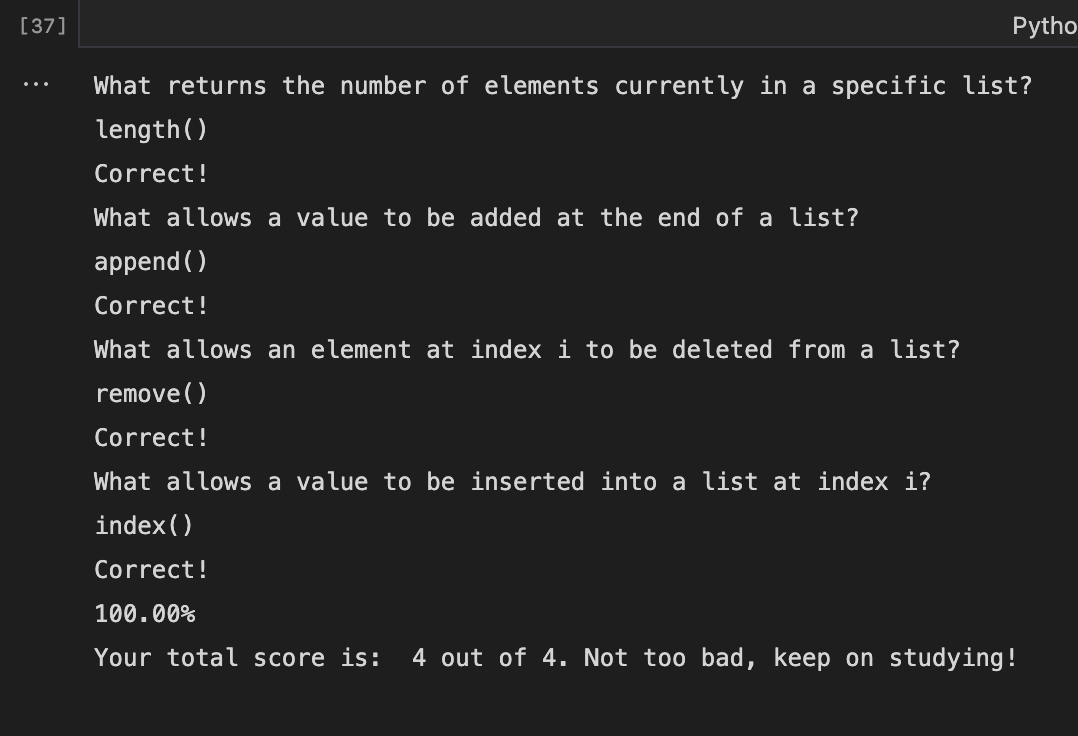 [37]
Pytho
...
What returns the number of elements currently in a specific list?
length()
Correct!
What allows a value to be added at the end of a list?
append()
Correct!
What allows an element at index i to be deleted from a list?
remove()
Correct!
What allows a value to be inserted into a list at index i?
index()
Correct!
100.00%
Your total score is:  4 out of 4. Not too bad, keep on studying!